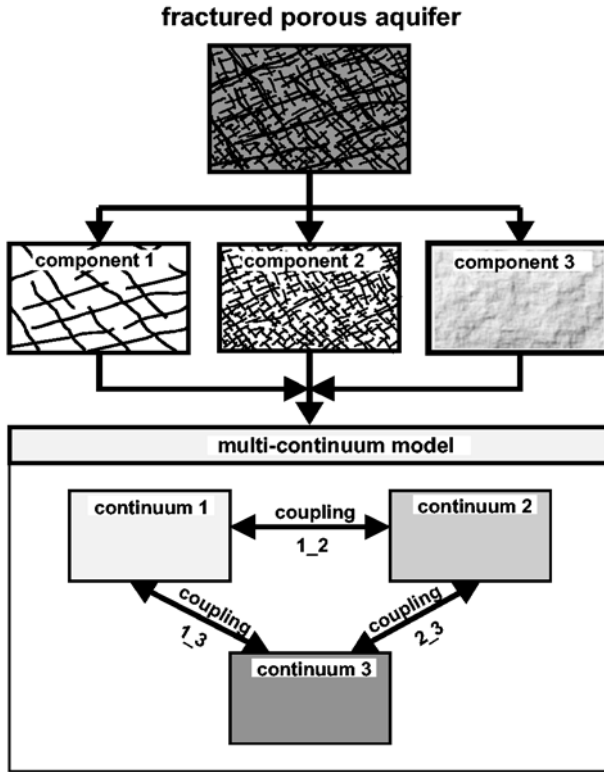 fractured porous aquifer
component 1
component 2
component 3
multi-continuum model
continuum 1
coupling
1_2
continuum 2
coupling
1_3
coupling
2_3
continuum 3